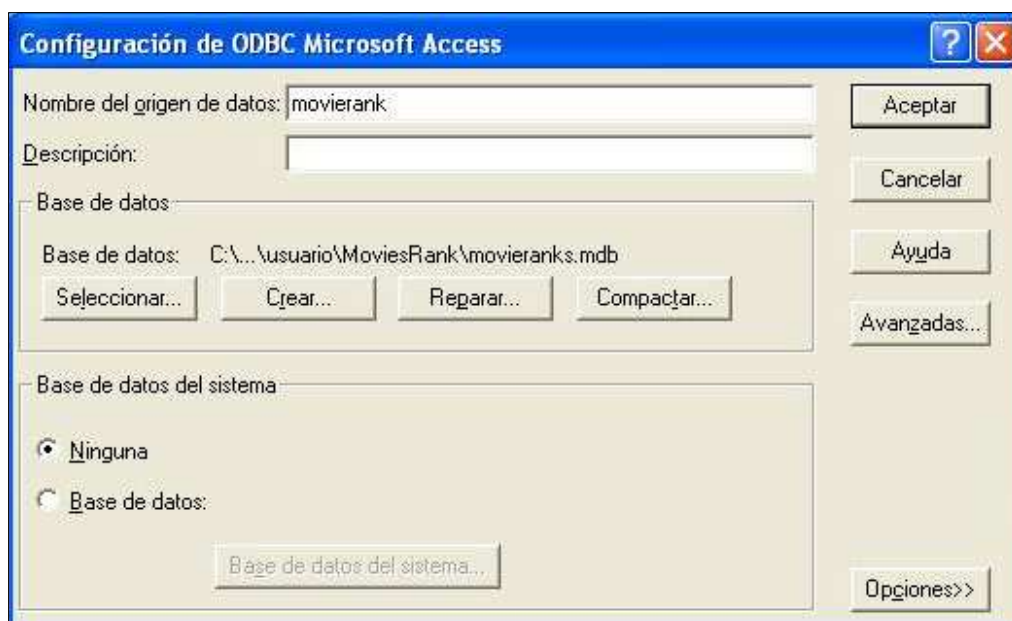 Configuración de ODBC Microsoft Access
Nombre del origen de datos: movierank
Descripción:
Base de datos
Base de datos: C:\...\usuario\MoviesRank\movieranks.mdb
Seleccionar... Crear... Reparar... Compactar...
Base de datos del sistema
Ninguna
Base de datos:
Base de datos del sistema...
Aceptar
Cancelar
Ayuda
Avanzadas...
Opciones>>